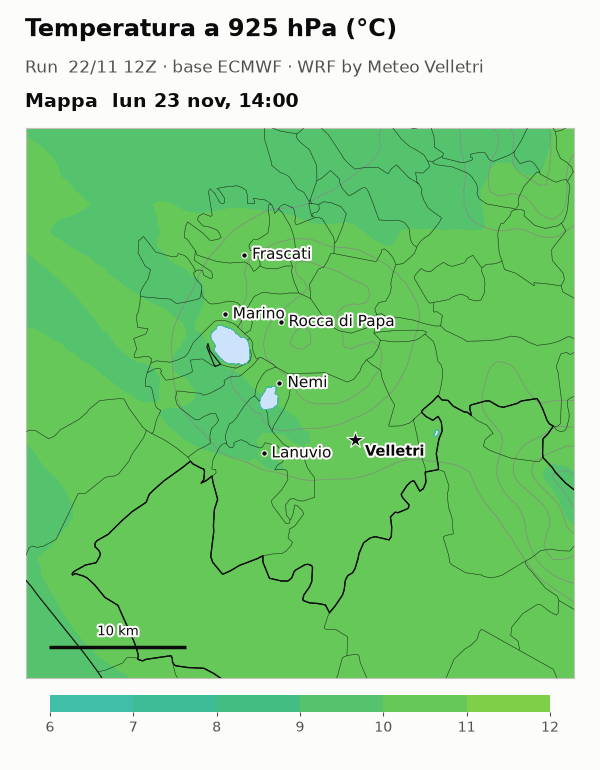 Temperatura a 925 hPa (°C)
Run  22/11 12Z · base ECMWF · WRF by Meteo Velletri
Mappa  lun 23 nov, 14:00
Frascati
Marino
Rocca di Papa
Nemi
Velletri
Lanuvio
10 km
6 7 8 9 10 11 12